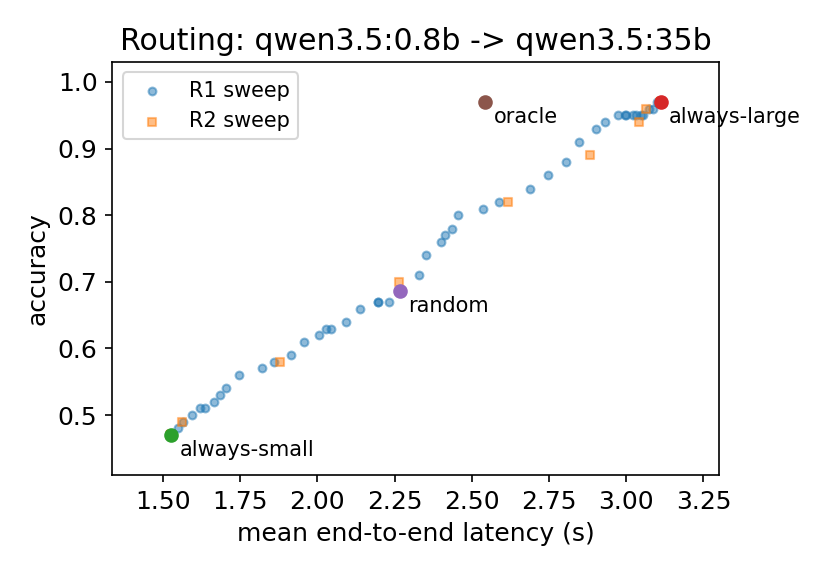 Routing: qwen3.5:0.8b -> qwen3.5:35b
R1 sweep
R2 sweep
oracle
always-large
random
always-small
accuracy
1.0
0.9
0.8
0.7
0.6
0.5
1.50 1.75 2.00 2.25 2.50 2.75 3.00 3.25
mean end-to-end latency (s)